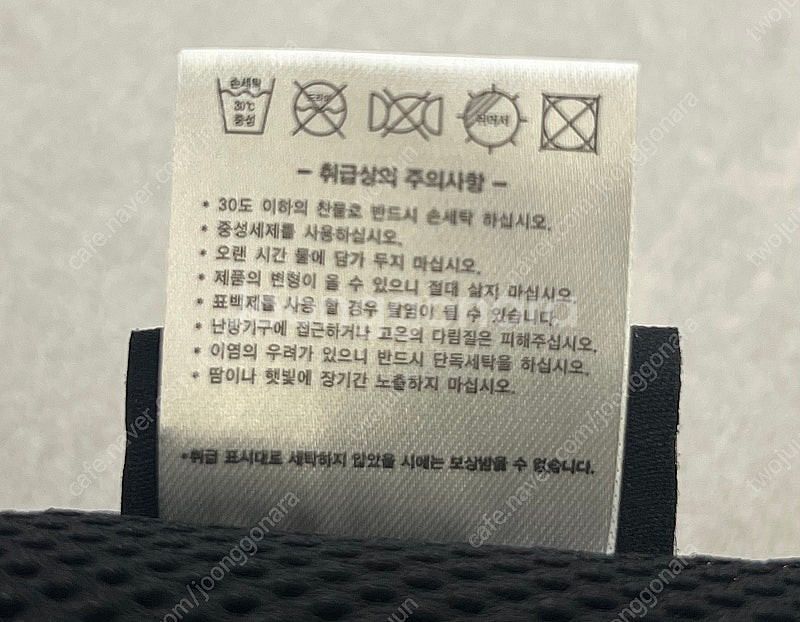 손세탁
30℃
중성
드라이
뉘어서
— 취급상의 주의사항 —
* 30도 이하의 찬물로 반드시 손세탁 하십시오.
* 중성세제를 사용하십시오.
* 오랜 시간 물에 담가 두지 마십시오.
* 제품의 변형이 올 수 있으니 절대 삶지 마십시오.
* 표백제를 사용 할 경우 탈염이 될 수 있습니다.
* 난방기구에 접근하거나 고온의 다림질은 피해주십시오.
* 이염의 우려가 있으니 반드시 단독세탁을 하십시오.
* 땀이나 햇빛에 장기간 노출하지 마십시오.
*취급 표시대로 세탁하지 않았을 시에는 보상받을 수 없습니다.
cafe.naver.com/joonggonara
twojujun